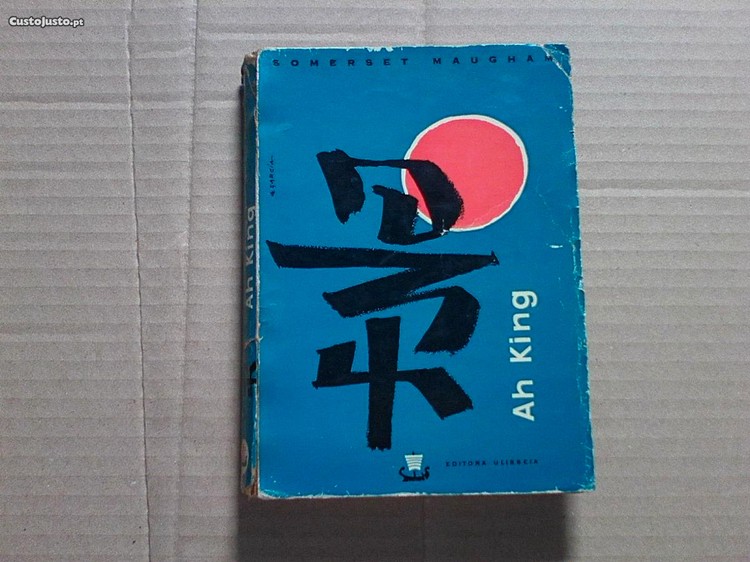 CustoJusto.pt
SOMERSET MAUGHAM
Ah King
EDITORA ULISSEIA
Ah King